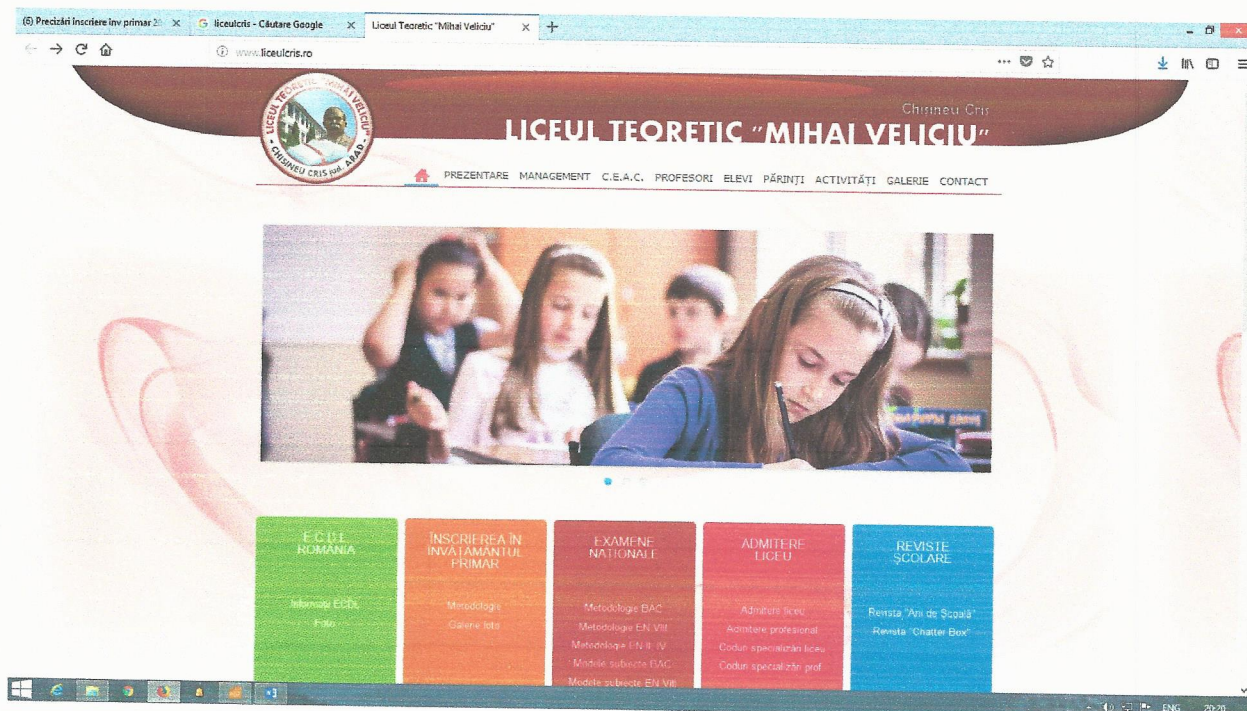 (6) Precizări înscriere inv primar 2
liceulcris - Căutare Google
Liceul Teoretic "Mihai Veliciu"
www.liceulcris.ro
LICEUL TEORETIC "MIHAI VELICIU"
CHISINEU CRIS jud. ARAD
Chisineu Cris
LICEUL TEORETIC "MIHAI VELICIU"
PREZENTARE MANAGEMENT C.E.A.C. PROFESORI ELEVI PĂRINȚI ACTIVITĂȚI GALERIE CONTACT
E.C.D.L.
ROMÂNIA
Informații ECDL
Foto
ÎNSCRIEREA ÎN
ÎNVĂȚĂMÂNTUL
PRIMAR
Metodologie
Galerie foto
EXAMENE
NAȚIONALE
Metodologie BAC
Metodologie EN VIII
Metodologie EN II, IV
Modele subiecte BAC
Modele subiecte EN VIII
ADMITERE
LICEU
Admitere liceu
Admitere profesional
Coduri specializări liceu
Coduri specializări prof
REVISTE
ȘCOLARE
Revista "Ani de Școală"
Revista "Chatter Box"
ENG
20:20